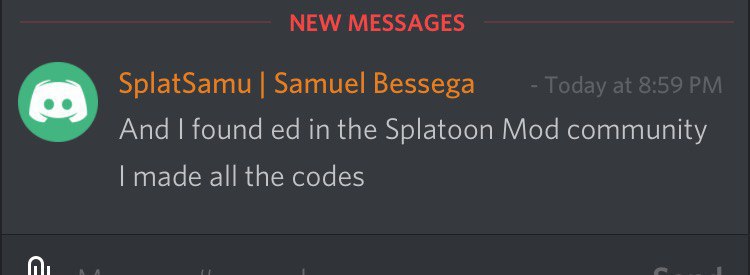 NEW MESSAGES
SplatSamu | Samuel Bessega - Today at 8:59 PM
And I found ed in the Splatoon Mod community
I made all the codes